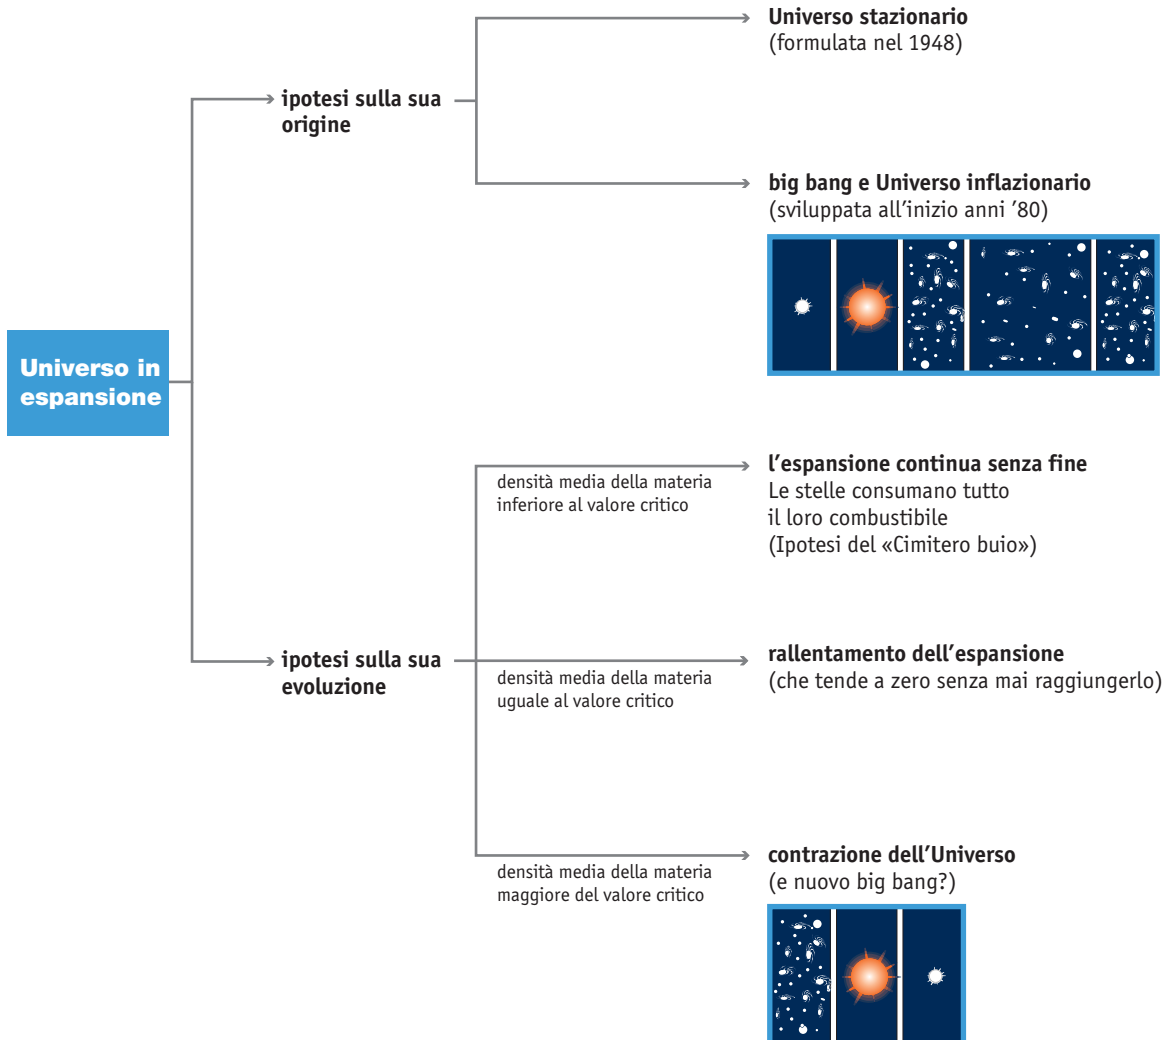 Universo in
espansione
ipotesi sulla sua
origine
Universo stazionario
(formulata nel 1948)
big bang e Universo inflazionario
(sviluppata all'inizio anni '80)
ipotesi sulla sua
evoluzione
densità media della materia
inferiore al valore critico
l'espansione continua senza fine
Le stelle consumano tutto
il loro combustibile
(Ipotesi del «Cimitero buio»)
densità media della materia
uguale al valore critico
rallentamento dell'espansione
(che tende a zero senza mai raggiungerlo)
densità media della materia
maggiore del valore critico
contrazione dell'Universo
(e nuovo big bang?)